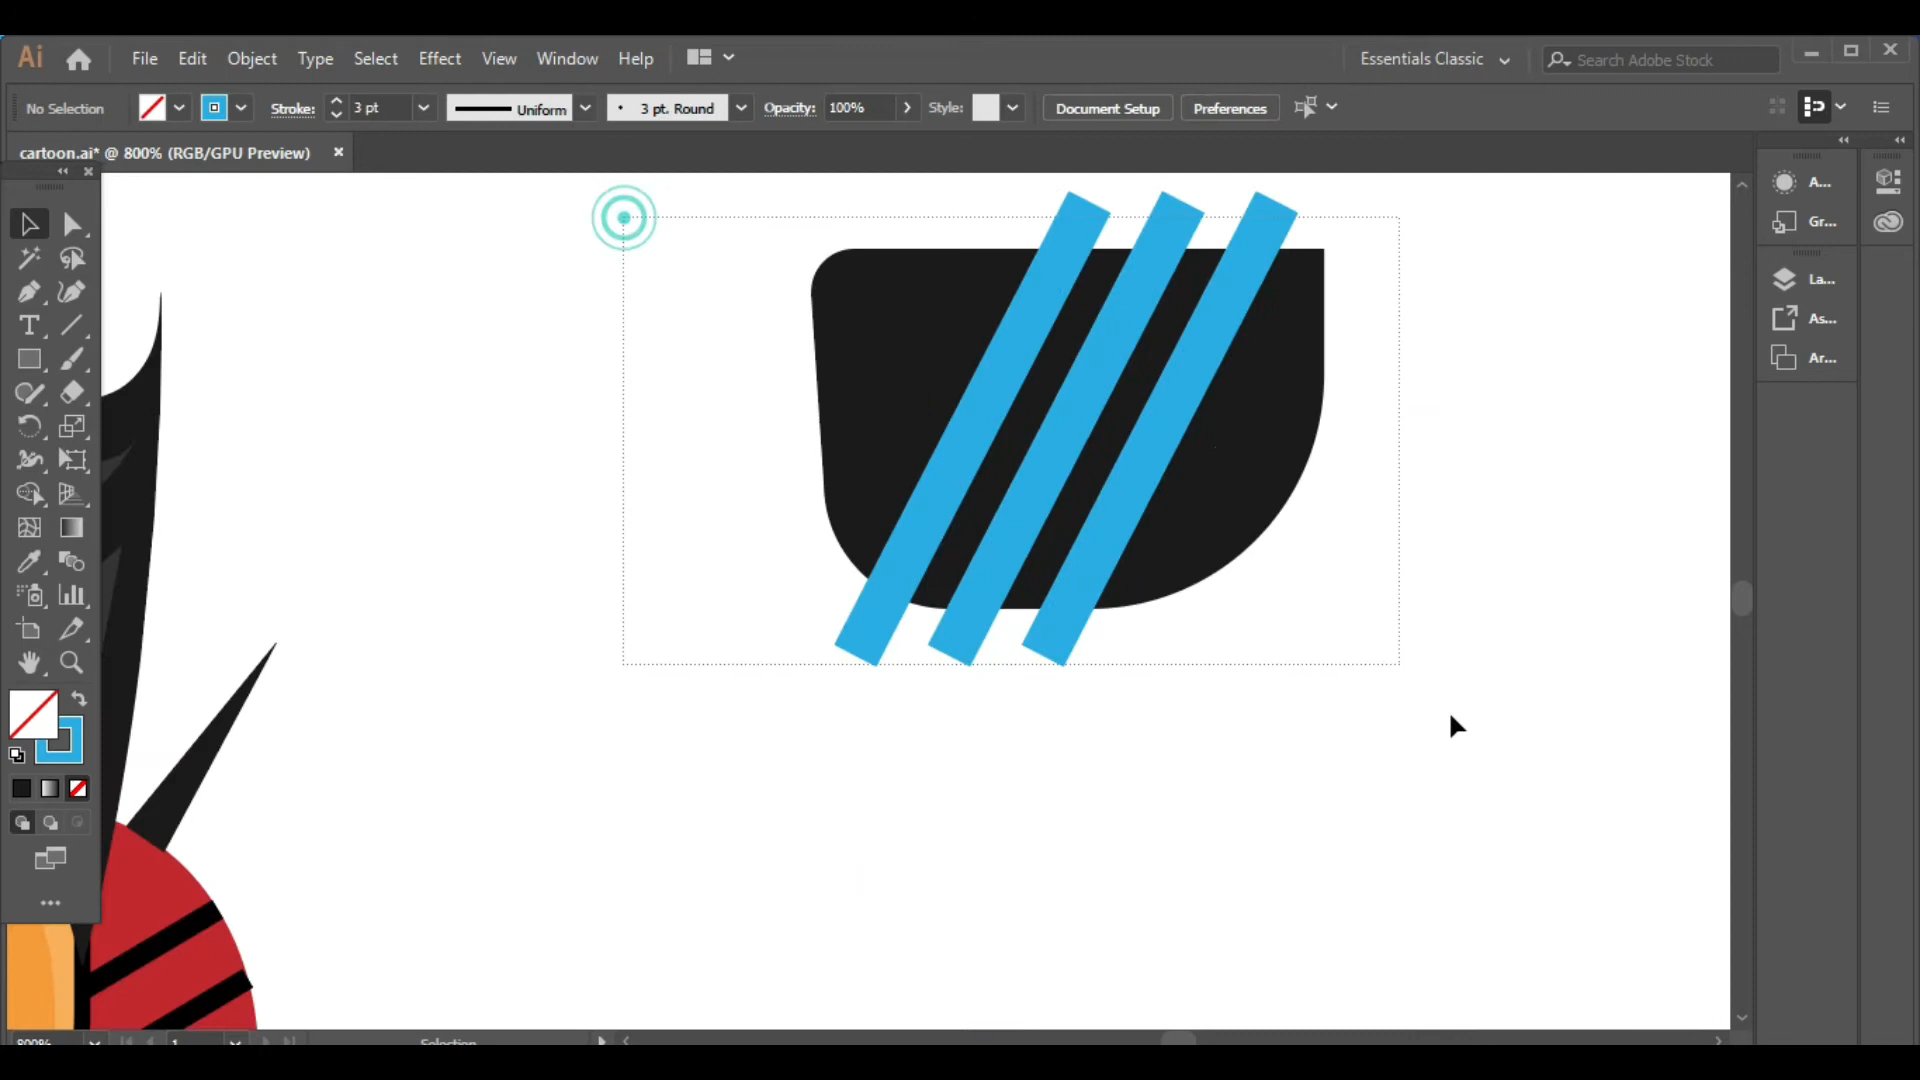 Ai File Edit Object Type Select Effect View Window Help Essentials Classic Search Adobe Stock
No Selection Stroke: 3 pt Uniform 3 pt. Round Opacity: 100% Style: Document Setup Preferences
cartoon.ai* @ 800% (RGB/GPU Preview)
A...
Gr...
La...
As...
Ar...
800% 1 Selection